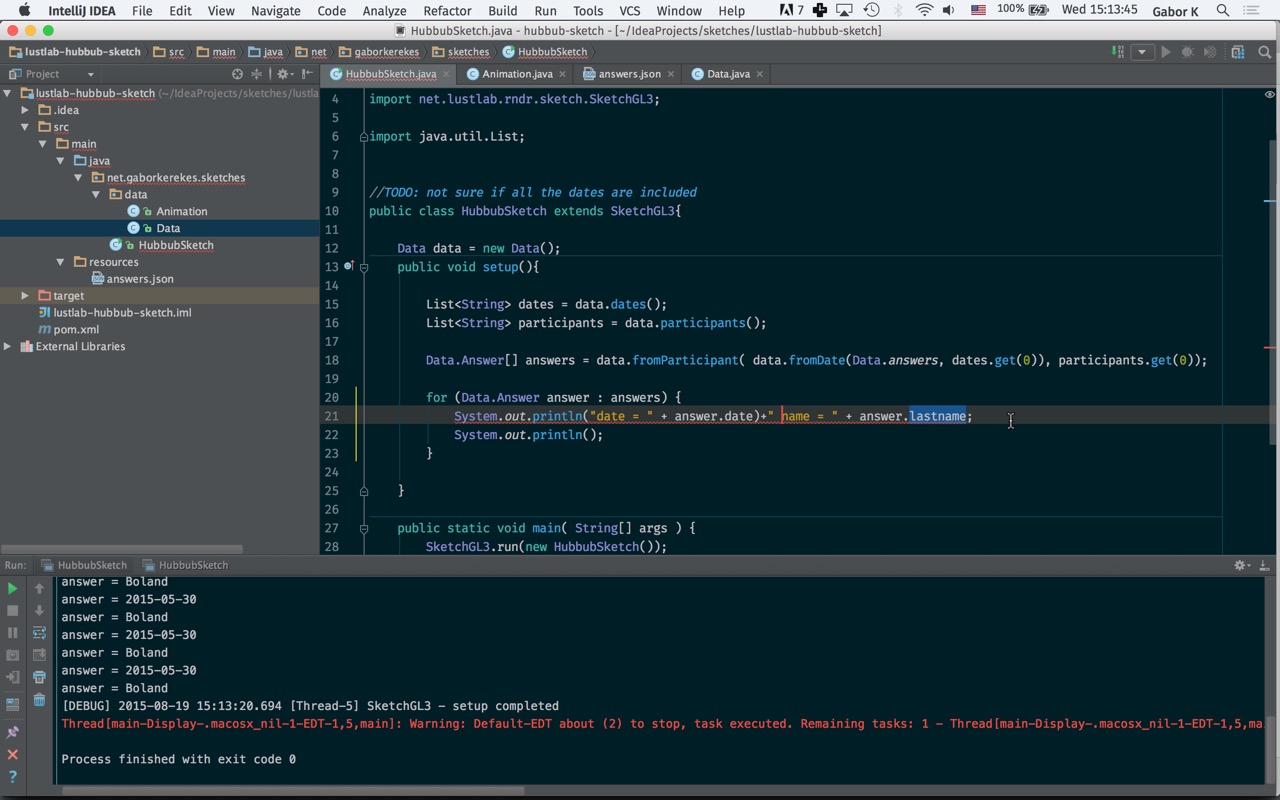 IntelliJ IDEA File Edit View Navigate Code Analyze Refactor Build Run Tools VCS Window Help 7 100% Wed 15:13:45 Gabor K
HubbubSketch.java - hubbub-sketch - [~/IdeaProjects/sketches/lustlab-hubbub-sketch]
lustlab-hubbub-sketch src main java net gaborkerekes sketches HubbubSketch
Project HubbubSketch.java Animation.java answers.json Data.java
lustlab-hubbub-sketch (~/IdeaProjects/sketches/lustla
.idea
src
main
java
net.gaborkerekes.sketches
data
Animation
Data
HubbubSketch
resources
answers.json
target
lustlab-hubbub-sketch.iml
pom.xml
External Libraries
4 import net.lustlab.rndr.sketch.SketchGL3;
5
6 import java.util.List;
7
8
9 //TODO: not sure if all the dates are included
10 public class HubbubSketch extends SketchGL3{
11
12 Data data = new Data();
13 public void setup(){
14
15 List<String> dates = data.dates();
16 List<String> participants = data.participants();
17
18 Data.Answer[] answers = data.fromParticipant( data.fromDate(Data.answers, dates.get(0)), participants.get(0));
19
20 for (Data.Answer answer : answers) {
21 System.out.println("date = " + answer.date)+" name = " + answer.lastname;
22 System.out.println();
23 }
24
25 }
26
27 public static void main( String[] args ) {
28 SketchGL3.run(new HubbubSketch());
Run: HubbubSketch HubbubSketch
answer = Boland
answer = 2015-05-30
answer = Boland
answer = 2015-05-30
answer = Boland
answer = 2015-05-30
answer = Boland
[DEBUG] 2015-08-19 15:13:20.694 [Thread-5] SketchGL3 - setup completed
Thread[main-Display-.macosx_nil-1-EDT-1,5,main]: Warning: Default-EDT about (2) to stop, task executed. Remaining tasks: 1 - Thread[main-Display-.macosx_nil-1-EDT-1,5,ma
Process finished with exit code 0